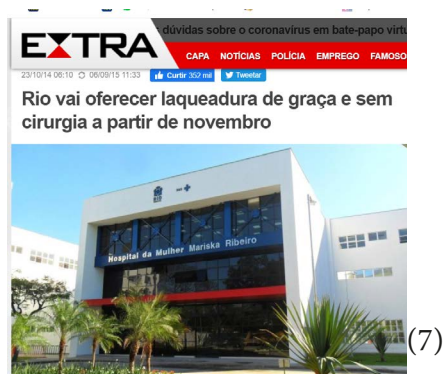 dúvidas sobre o coronavírus em bate-papo virtu
EXTRA
CAPA NOTÍCIAS POLÍCIA EMPREGO FAMOSO
23/10/14 06:10 06/09/15 11:33 Curtir 352 mil Tweetar
Rio vai oferecer laqueadura de graça e sem
cirurgia a partir de novembro
Hospital da Mulher Mariska Ribeiro
(7)